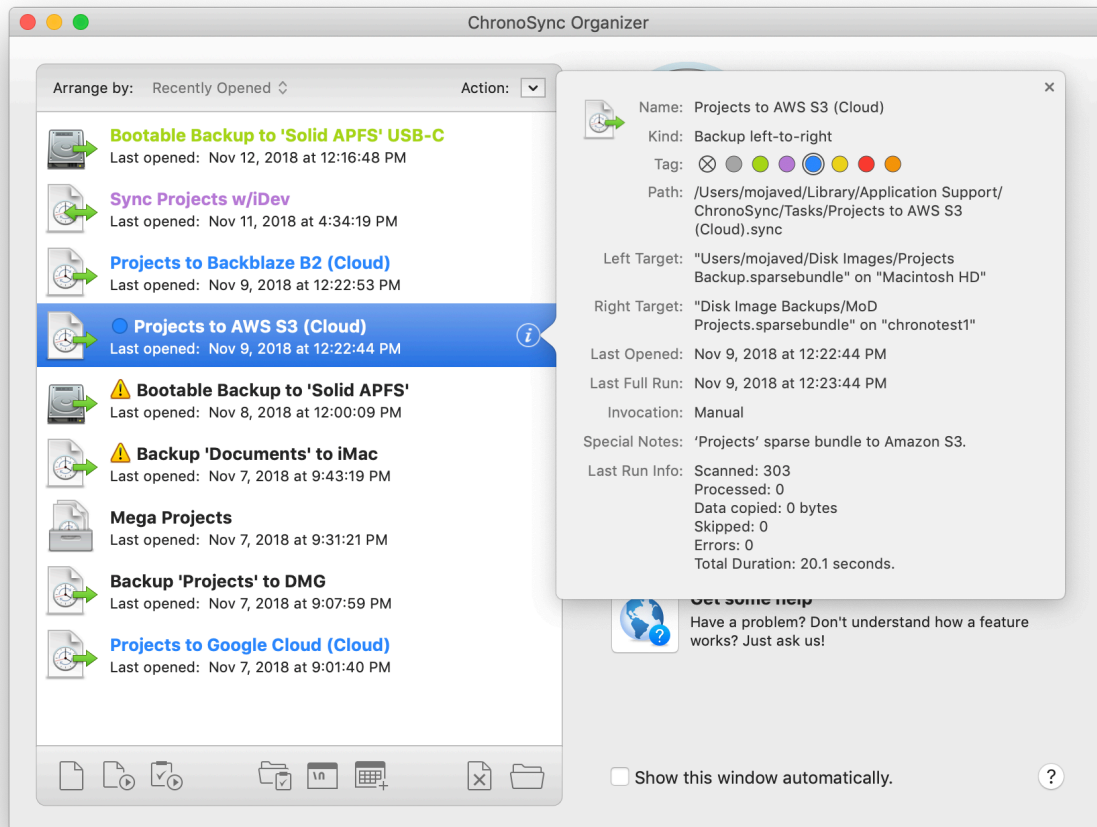 ChronoSync Organizer
Arrange by: Recently Opened
Action:
Bootable Backup to 'Solid APFS' USB-C
Last opened: Nov 12, 2018 at 12:16:48 PM
Sync Projects w/iDev
Last opened: Nov 11, 2018 at 4:34:19 PM
Projects to Backblaze B2 (Cloud)
Last opened: Nov 9, 2018 at 12:22:53 PM
Projects to AWS S3 (Cloud)
Last opened: Nov 9, 2018 at 12:22:44 PM
Bootable Backup to 'Solid APFS'
Last opened: Nov 8, 2018 at 12:00:09 PM
Backup 'Documents' to iMac
Last opened: Nov 7, 2018 at 9:43:19 PM
Mega Projects
Last opened: Nov 7, 2018 at 9:31:21 PM
Backup 'Projects' to DMG
Last opened: Nov 7, 2018 at 9:07:59 PM
Projects to Google Cloud (Cloud)
Last opened: Nov 7, 2018 at 9:01:40 PM
Name: Projects to AWS S3 (Cloud)
Kind: Backup left-to-right
Tag:
Path: /Users/mojaved/Library/Application Support/
ChronoSync/Tasks/Projects to AWS S3
(Cloud).sync
Left Target: "Users/mojaved/Disk Images/Projects
Backup.sparsebundle" on "Macintosh HD"
Right Target: "Disk Image Backups/MoD
Projects.sparsebundle" on "chronotest1"
Last Opened: Nov 9, 2018 at 12:22:44 PM
Last Full Run: Nov 9, 2018 at 12:23:44 PM
Invocation: Manual
Special Notes: ‘Projects’ sparse bundle to Amazon S3.
Last Run Info: Scanned: 303
Processed: 0
Data copied: 0 bytes
Skipped: 0
Errors: 0
Total Duration: 20.1 seconds.
Get some help
Have a problem? Don't understand how a feature
works? Just ask us!
Show this window automatically.
?